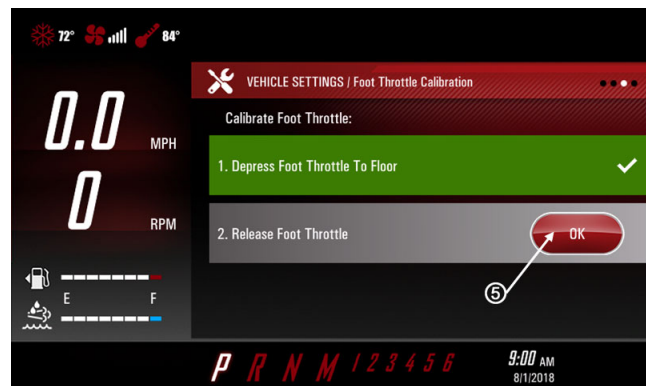 72° 84°
VEHICLE SETTINGS / Foot Throttle Calibration
Calibrate Foot Throttle:
0.0 MPH
1. Depress Foot Throttle To Floor
0 RPM
2. Release Foot Throttle OK
5
E F
P R N M 1 2 3 4 5 6
9:00 AM
8/1/2018